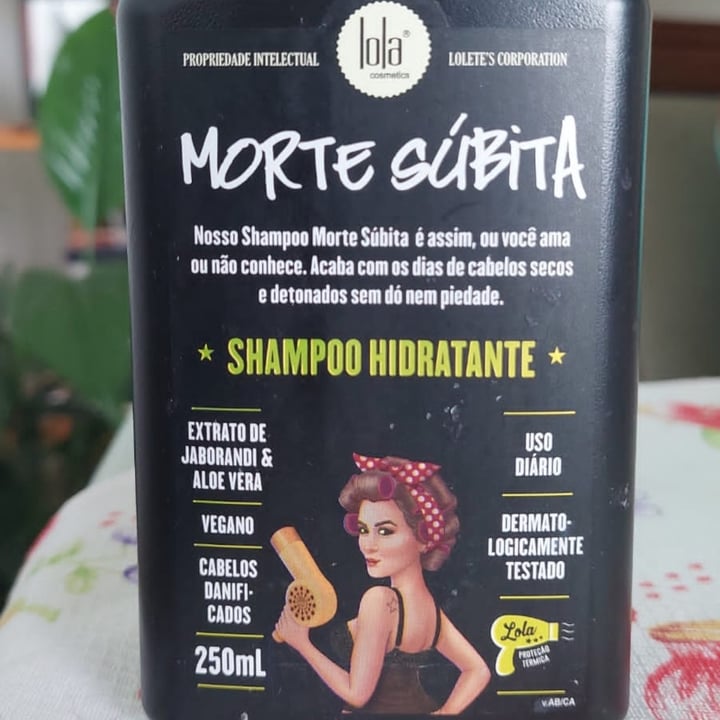 PROPRIEDADE INTELECTUAL
lola®
cosmetics
LOLETE'S CORPORATION
MORTE SÚBITA
Nosso Shampoo Morte Súbita é assim, ou você ama
ou não conhece. Acaba com os dias de cabelos secos
e detonados sem dó nem piedade.
SHAMPOO HIDRATANTE
EXTRATO DE
JABORANDI &
ALOE VERA
VEGANO
CABELOS
DANIFI-
CADOS
250mL
USO
DIÁRIO
DERMATO-
LOGICAMENTE
TESTADO
Lola
PROTEÇÃO
TÉRMICA
V.AB/CA